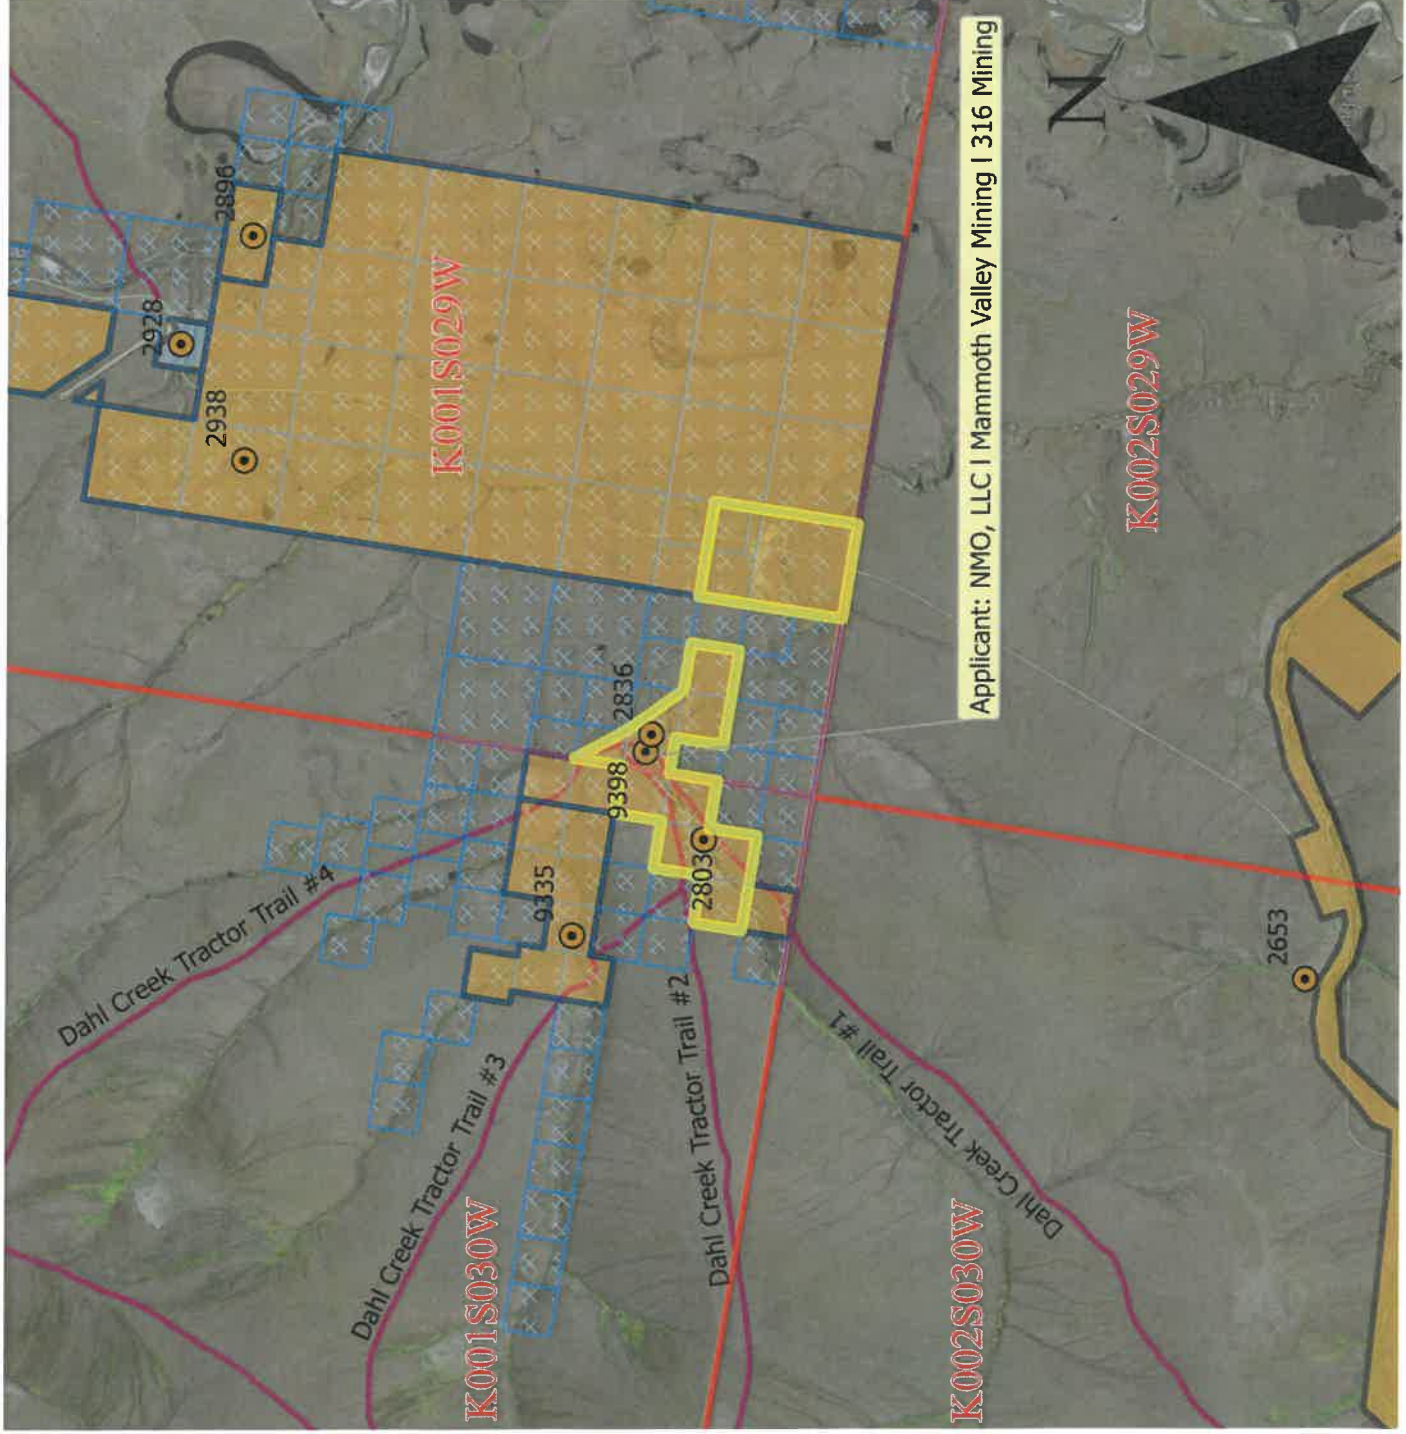 N
Applicant: NMO, LLC I Mammoth Valley Mining I 316 Mining
K001S029W
K002S029W
K001S030W
K002S030W
2896
2928
2938
2836
9398
2803
9335
2653
Dahl Creek Tractor Trail #4
Dahl Creek Tractor Trail #3
Dahl Creek Tractor Trail #2
Dahl Creek Tractor Trail #1